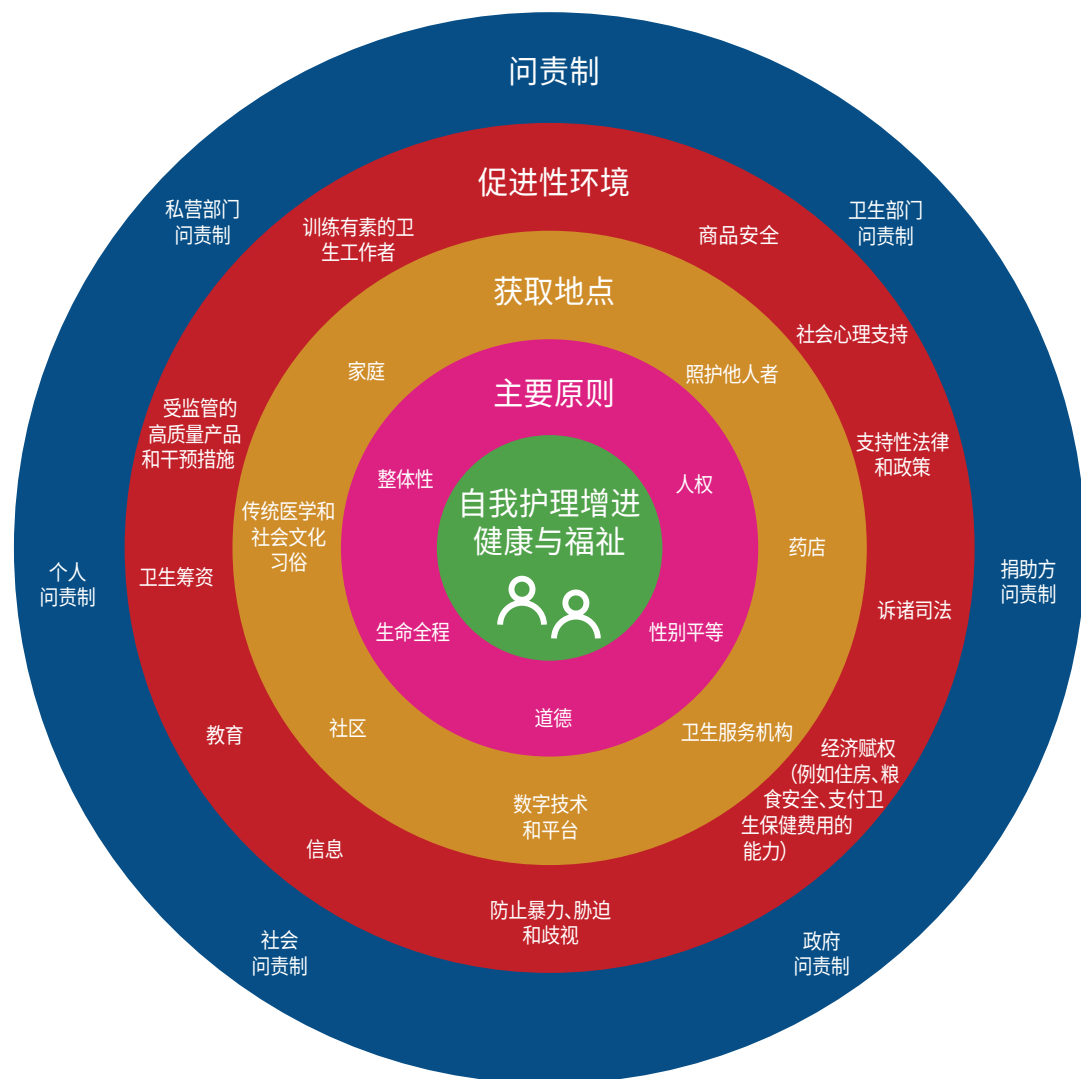 问责制
卫生部门
问责制
捐助方
问责制
政府
问责制
社会
问责制
个人
问责制
私营部门
问责制
促进性环境
商品安全
社会心理支持
支持性法律
和政策
诉诸司法
经济赋权
（例如住房、粮
食安全、支付卫
生保健费用的
能力）
防止暴力、胁迫
和歧视
信息
教育
卫生筹资
受监管的
高质量产品
和干预措施
训练有素的卫
生工作者
获取地点
照护他人者
药店
卫生服务机构
数字技术
和平台
社区
传统医学和
社会文化
习俗
家庭
主要原则
人权
性别平等
道德
生命全程
整体性
自我护理增进
健康与福祉